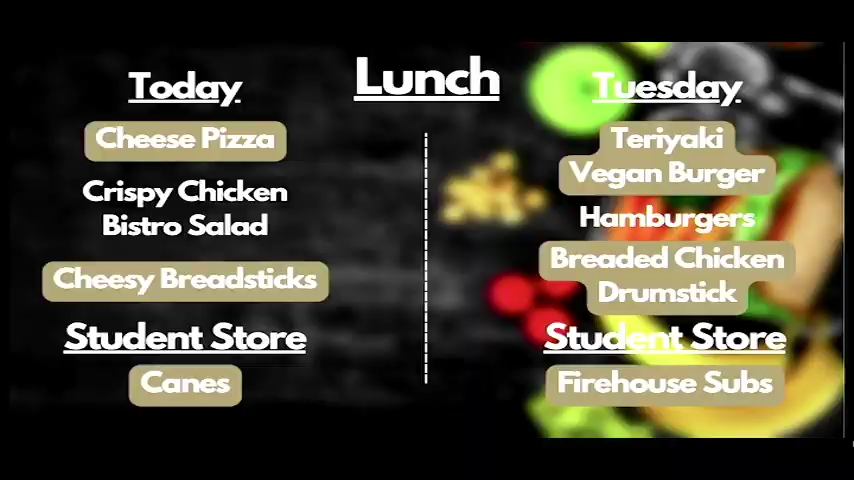 Lunch
Today
Cheese Pizza
Crispy Chicken
Bistro Salad
Cheesy Breadsticks
Student Store
Canes
Tuesday
Teriyaki
Vegan Burger
Hamburgers
Breaded Chicken
Drumstick
Student Store
Firehouse Subs